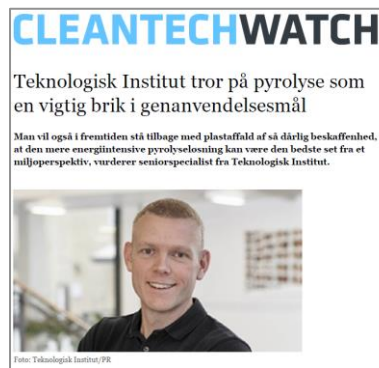 CLEANTECHWATCH
Teknologisk Institut tror på pyrolyse som
en vigtig brik i genanvendelsesmål
Man vil også i fremtiden stå tilbage med plastaffald af så dårlig beskaffenhed,
at den mere energiintensive pyrolyseløsning kan være den bedste set fra et
miljøperspektiv, vurderer seniorspecialist fra Teknologisk Institut.
Foto: Teknologisk Institut/PR